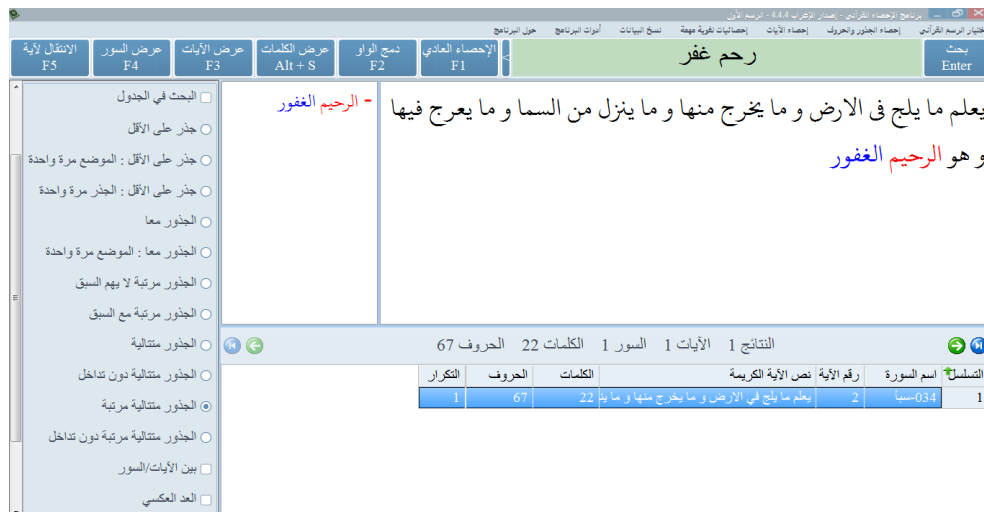 برنامج الإحصاء القرآني - إصدار الإعراب 4.4.4 - الرسم الأول
إختيار الرسم القرآني إحصاء الجذور والحروف إحصاء الآيات إحصائيات لغوية مهمة نسخ البيانات أدوات البرنامج حول البرنامج
بحث Enter
رحم غفر
<
الإحصاء العادي F1
دمج الواو F2
عرض الكلمات Alt + S
عرض الآيات F3
عرض السور F4
الانتقال لآية F5
يعلم ما يلج في الارض و ما يخرج منها و ما ينزل من السما و ما يعرج فيها
و هو الرحيم الغفور
- الرحيم الغفور
البحث في الجدول
جذر على الأقل
جذر على الأقل : الموضع مرة واحدة
جذر على الأقل : الجذر مرة واحدة
الجذور معا
الجذور معا : الموضع مرة واحدة
الجذور مرتبة لا يهم السبق
الجذور مرتبة مع السبق
الجذور متتالية
الجذور متتالية دون تداخل
الجذور متتالية مرتبة
الجذور متتالية مرتبة دون تداخل
بين الآيات/السور
العد العكسي
النتائج 1 الآيات 1 السور 1 الكلمات 22 الحروف 67
التسلسل اسم السورة رقم الآية نص الآية الكريمة الكلمات الحروف التكرار
1 034-سبأ 2 يعلم ما يلج في الارض و ما يخرج منها و ما ينز 22 67 1